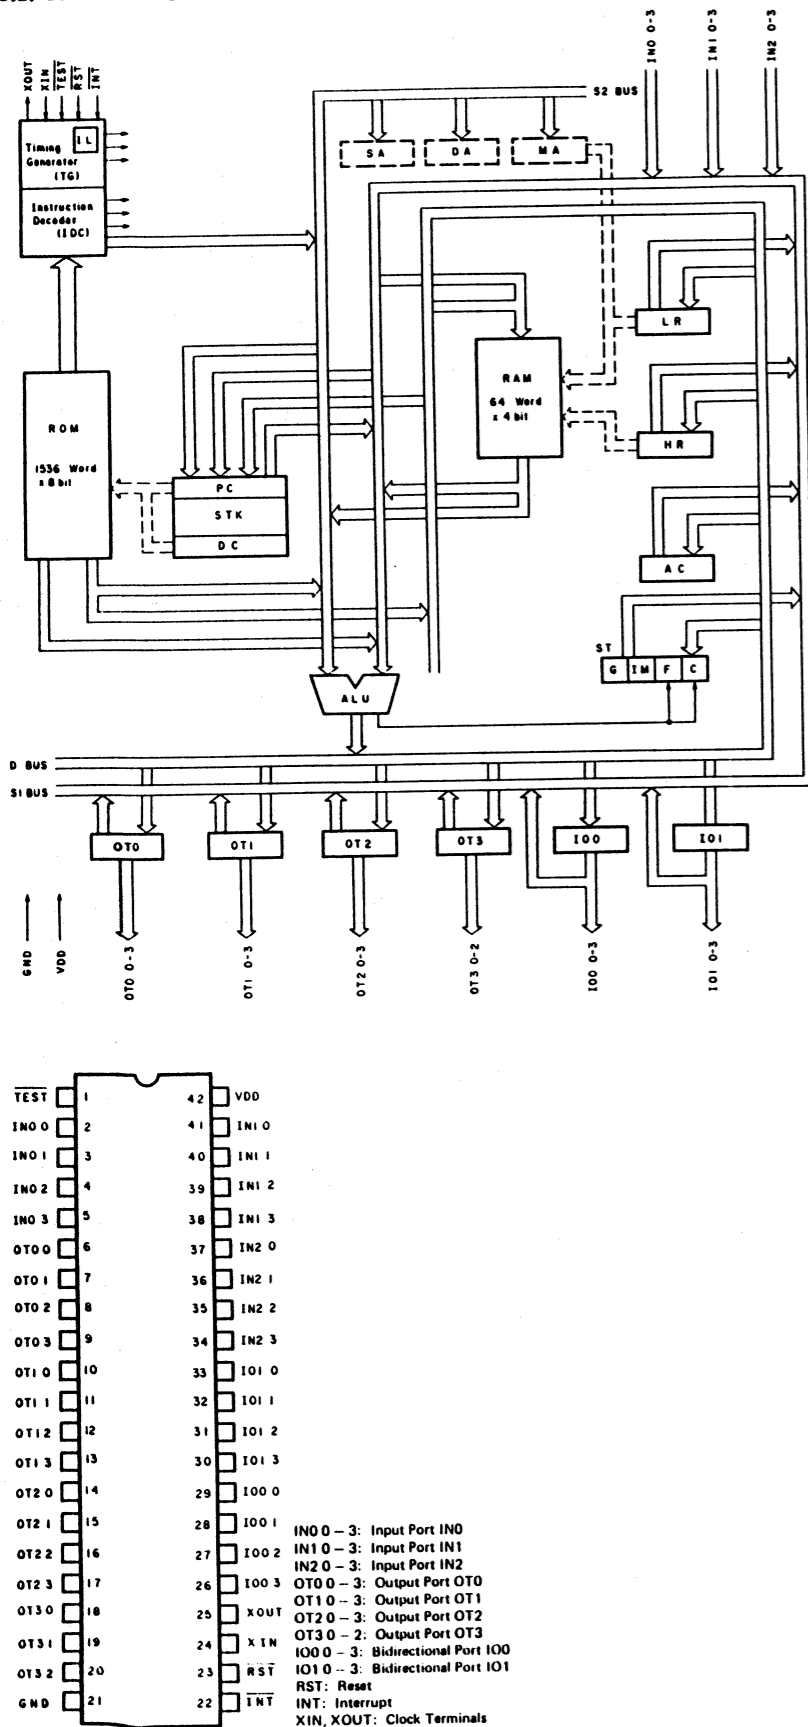 XOUT
XIN
TEST
RST
INT
IL
Timing
Generator
(TG)
Instruction
Decoder
(IDC)
S2 BUS
IN0 0-3
IN1 0-3
IN2 0-3
SA
DA
MA
LR
RAM
64 Word
x 4 bit
HR
ROM
1536 Word
x 8 bit
PC
STK
DC
AC
ST
G IM F C
ALU
D BUS
S1 BUS
OT0
OT1
OT2
OT3
IO0
IO1
GND
VDD
OT0 0-3
OT1 0-3
OT2 0-3
OT3 0-2
IO0 0-3
IO1 0-3
TEST 1 42 VDD
IN0 0 2 41 IN1 0
IN0 1 3 40 IN1 1
IN0 2 4 39 IN1 2
IN0 3 5 38 IN1 3
OT0 0 6 37 IN2 0
OT0 1 7 36 IN2 1
OT0 2 8 35 IN2 2
OT0 3 9 34 IN2 3
OT1 0 10 33 IO1 0
OT1 1 11 32 IO1 1
OT1 2 12 31 IO1 2
OT1 3 13 30 IO1 3
OT2 0 14 29 IO0 0
OT2 1 15 28 IO0 1
OT2 2 16 27 IO0 2
OT2 3 17 26 IO0 3
OT3 0 18 25 XOUT
OT3 1 19 24 XIN
OT3 2 20 23 RST
GND 21 22 INT
IN0 0 – 3: Input Port IN0
IN1 0 – 3: Input Port IN1
IN2 0 – 3: Input Port IN2
OT0 0 – 3: Output Port OT0
OT1 0 – 3: Output Port OT1
OT2 0 – 3: Output Port OT2
OT3 0 – 2: Output Port OT3
IO0 0 – 3: Bidirectional Port IO0
IO1 0 – 3: Bidirectional Port IO1
RST: Reset
INT: Interrupt
XIN, XOUT: Clock Terminals